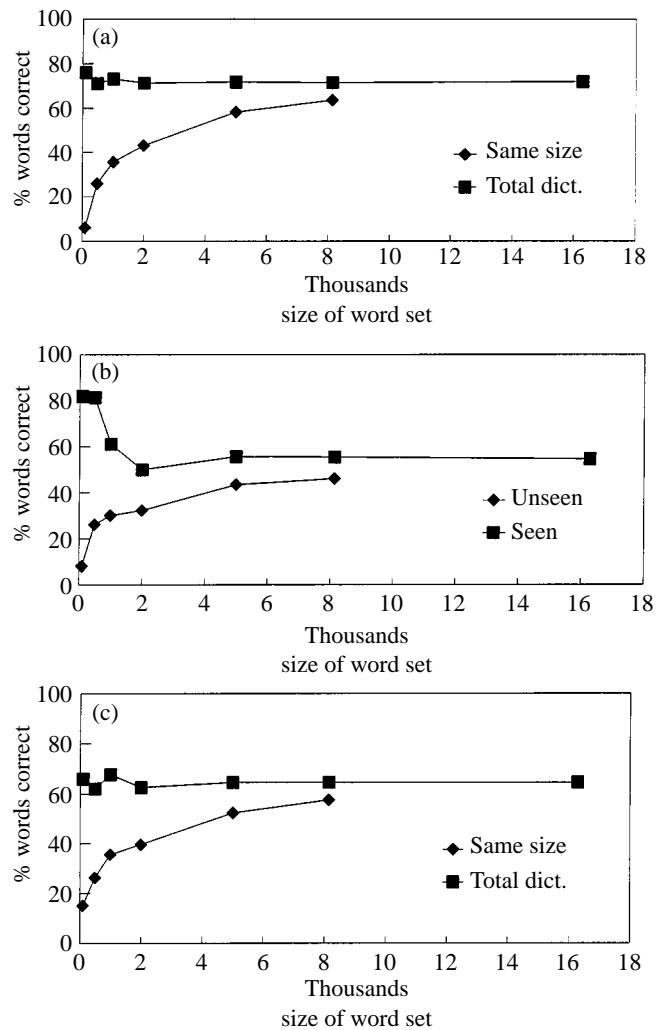 (a)
100
80
60
40
20
0
% words correct
Same size
Total dict.
0 2 4 6 8 10 12 14 16 18
Thousands
size of word set
(b)
100
80
60
40
20
0
% words correct
Unseen
Seen
0 2 4 6 8 10 12 14 16 18
Thousands
size of word set
(c)
100
80
60
40
20
0
% words correct
Same size
Total dict.
0 2 4 6 8 10 12 14 16 18
Thousands
size of word set